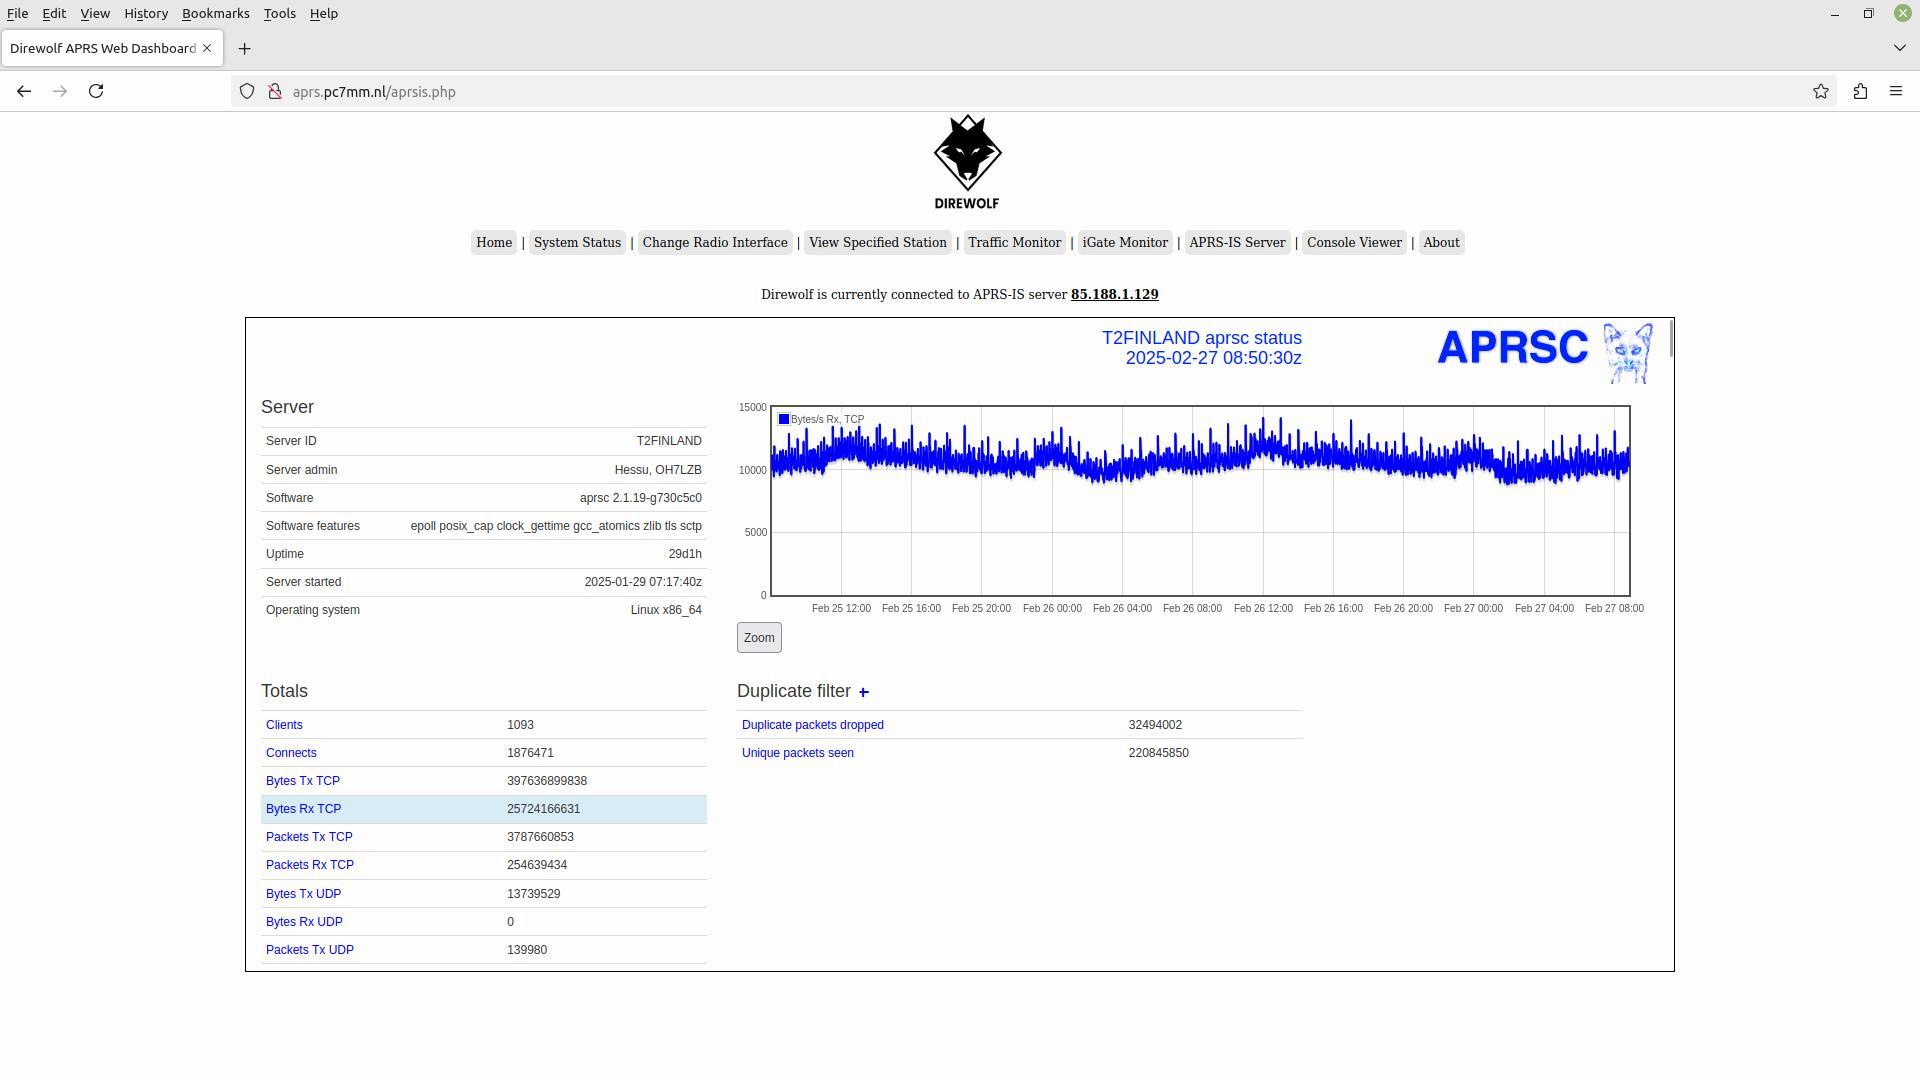 File Edit View History Bookmarks Tools Help
Direwolf APRS Web Dashboard
aprs.pc7mm.nl/aprsis.php
DIREWOLF
Home | System Status | Change Radio Interface | View Specified Station | Traffic Monitor | iGate Monitor | APRS-IS Server | Console Viewer | About
Direwolf is currently connected to APRS-IS server 85.188.1.129
T2FINLAND aprsc status
2025-02-27 08:50:30z
APRSC
Server
Server ID T2FINLAND
Server admin Hessu, OH7LZB
Software aprsc 2.1.19-g730c5c0
Software features epoll posix_cap clock_gettime gcc_atomics zlib tls sctp
Uptime 29d1h
Server started 2025-01-29 07:17:40z
Operating system Linux x86_64
15000
Bytes/s Rx, TCP
10000
5000
0
Feb 25 12:00 Feb 25 16:00 Feb 25 20:00 Feb 26 00:00 Feb 26 04:00 Feb 26 08:00 Feb 26 12:00 Feb 26 16:00 Feb 26 20:00 Feb 27 00:00 Feb 27 04:00 Feb 27 08:00
Zoom
Totals
Clients 1093
Connects 1876471
Bytes Tx TCP 397636899838
Bytes Rx TCP 25724166631
Packets Tx TCP 3787660853
Packets Rx TCP 254639434
Bytes Tx UDP 13739529
Bytes Rx UDP 0
Packets Tx UDP 139980
Duplicate filter +
Duplicate packets dropped 32494002
Unique packets seen 220845850